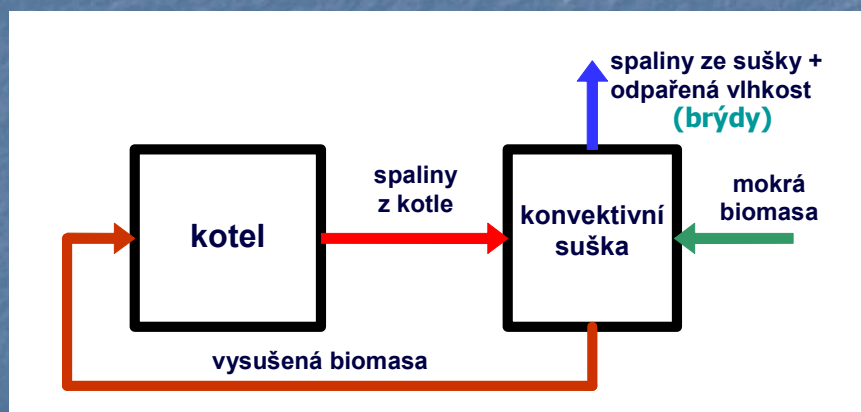 spaliny ze sušky +
odpařená vlhkost
(brýdy)
spaliny
z kotle
mokrá
biomasa
kotel
konvektivní
suška
vysušená biomasa